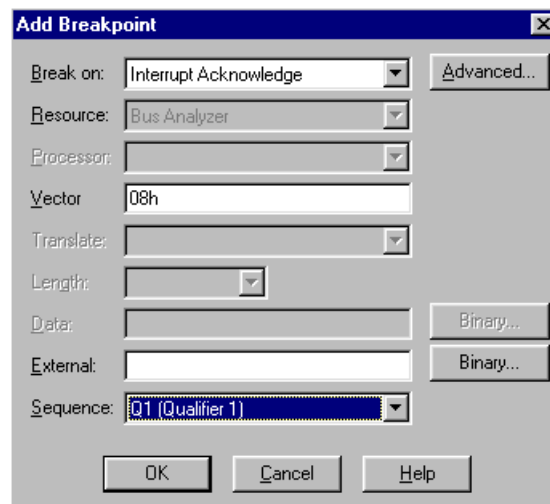 Add Breakpoint
Break on: Interrupt Acknowledge Advanced...
Resource: Bus Analyzer
Processor:
Vector 08h
Translate:
Length:
Data: Binary...
External: Binary...
Sequence: Q1 (Qualifier 1)
OK Cancel Help